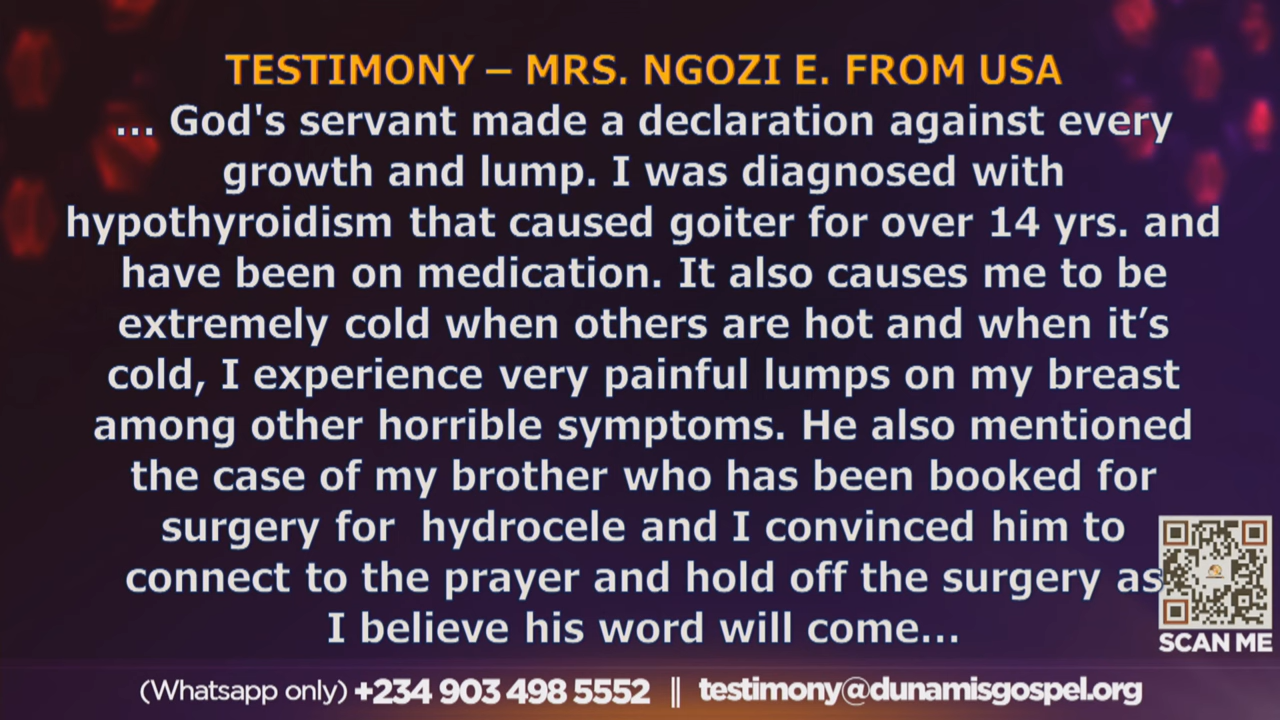 TESTIMONY – MRS. NGOZI E. FROM USA
... God's servant made a declaration against every
growth and lump. I was diagnosed with
hypothyroidism that caused goiter for over 14 yrs. and
have been on medication. It also causes me to be
extremely cold when others are hot and when it’s
cold, I experience very painful lumps on my breast
among other horrible symptoms. He also mentioned
the case of my brother who has been booked for
surgery for  hydrocele and I convinced him to
connect to the prayer and hold off the surgery as
I believe his word will come...
SCAN ME
(Whatsapp only) +234 903 498 5552 || testimony@dunamisgospel.org